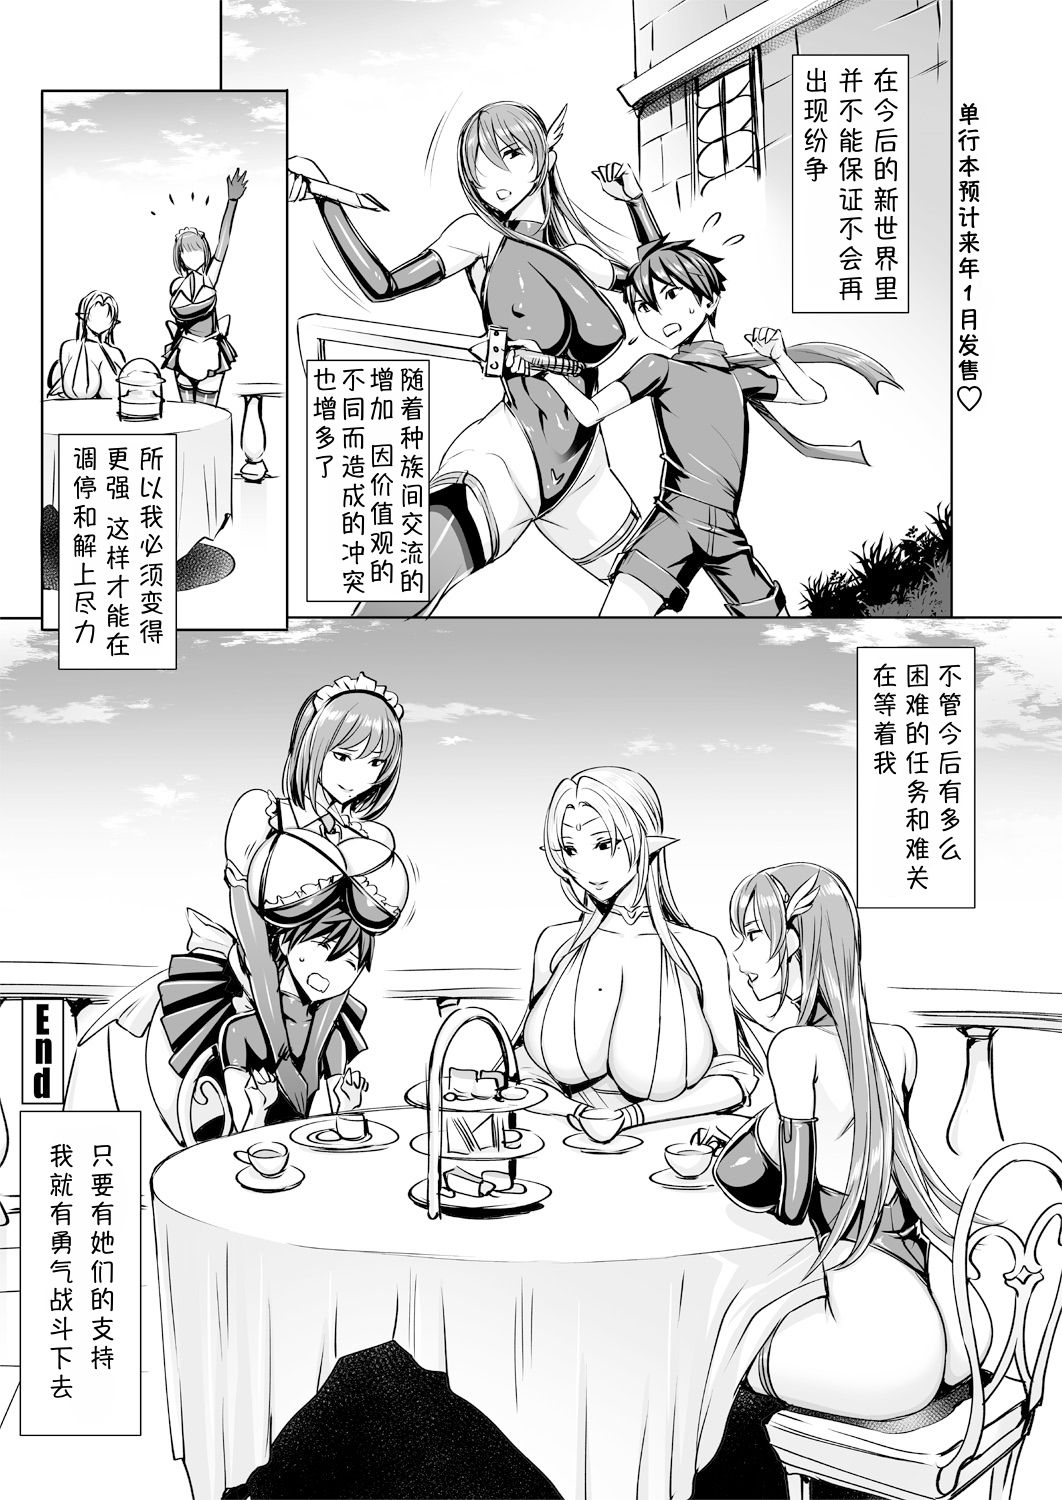 单行本预计来年1月发售♡
在今后的新世界里
并不能保证不会再
出现纷争
随着种族间交流的
增加 因价值观的
不同而造成的冲突
也增多了
所以我必须变得
更强 这样才能在
调停和解上尽力
不管今后有多么
困难的任务和难关
在等着我
只要有她们的支持
我就有勇气战斗下去
End